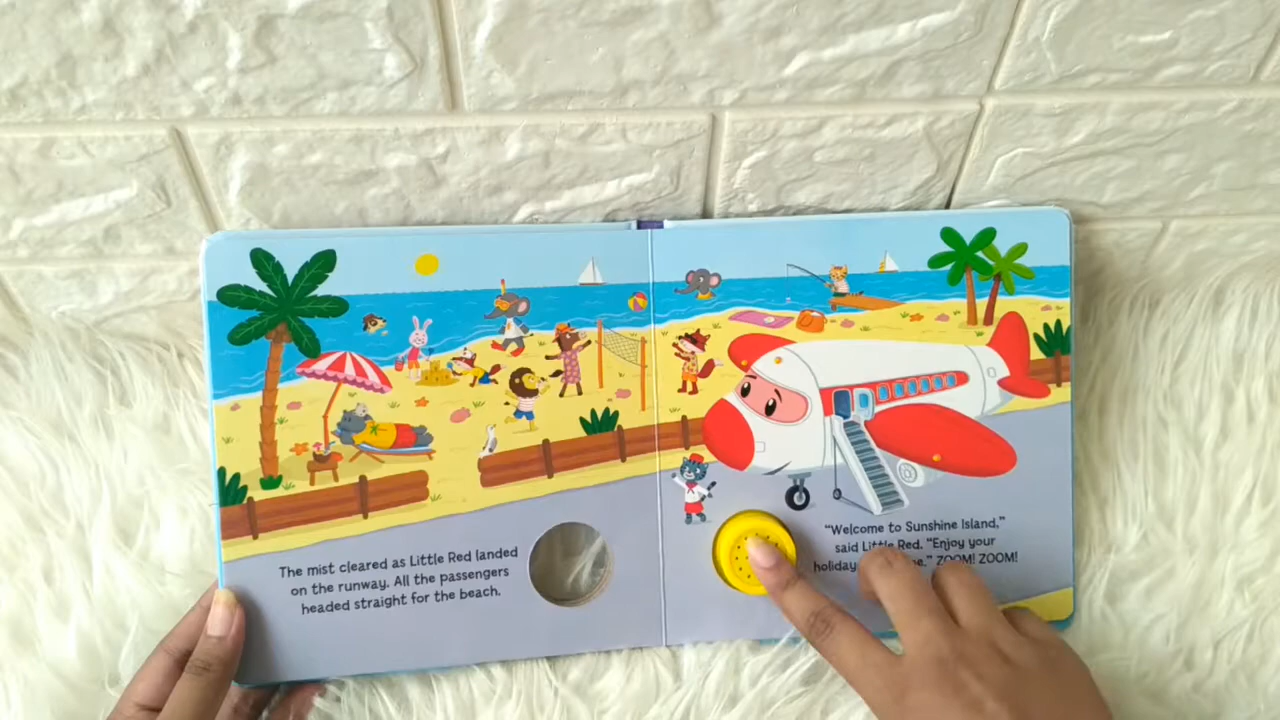 The mist cleared as Little Red landed
on the runway. All the passengers
headed straight for the beach.
"Welcome to Sunshine Island,"
said Little Red. "Enjoy your
holiday ZOOM! ZOOM!